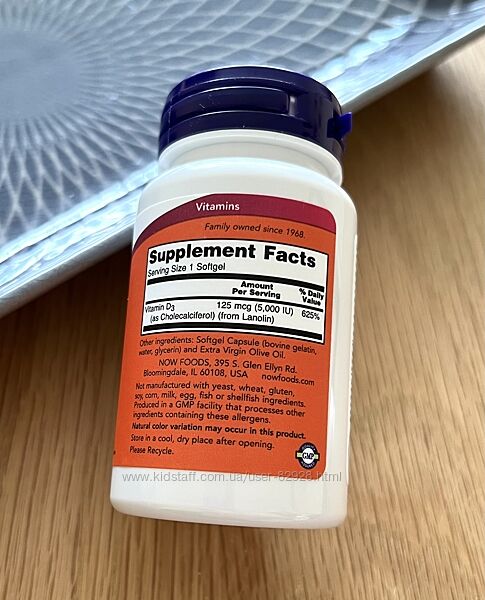 Vitamins
Family owned since 1968.
Supplement Facts
Serving Size 1 Softgel
Amount Per Serving
% Daily Value
Vitamin D3 125 mcg (5,000 IU) 625%
(as Cholecalciferol) (from Lanolin)
Other ingredients: Softgel Capsule (bovine gelatin,
water, glycerin) and Extra Virgin Olive Oil.
NOW FOODS, 395 S. Glen Ellyn Rd.
Bloomingdale, IL 60108, USA nowfoods.com
Not manufactured with yeast, wheat, gluten,
soy, corn, milk, egg, fish or shellfish ingredients.
Produced in a GMP facility that processes other
ingredients containing these allergens.
Natural color variation may occur in this product.
Store in a cool, dry place after opening.
Please Recycle.
GMP
www.kidstaff.com.ua/user-82928.html